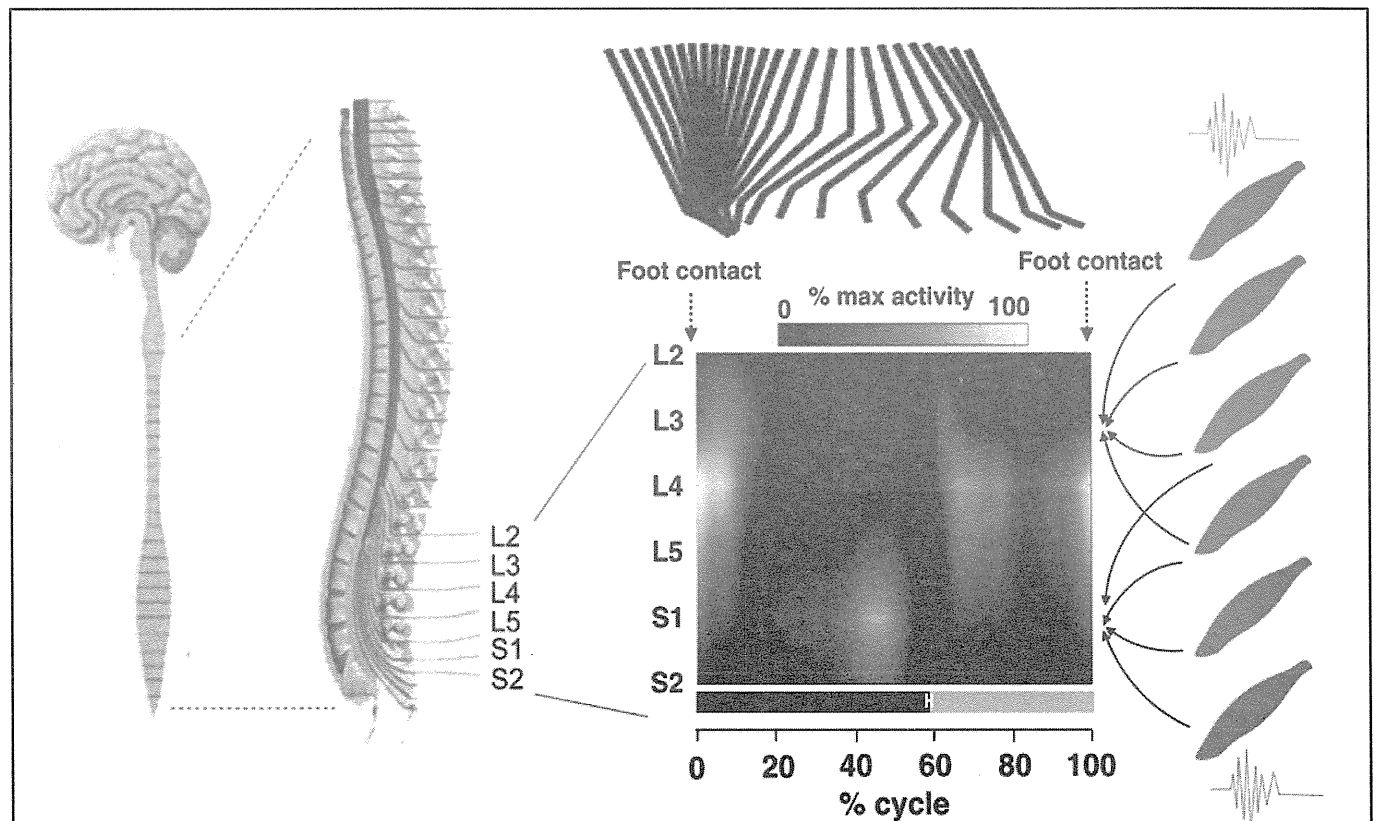 Foot contact
Foot contact
0 % max activity 100
L2
L3
L4
L5
S1
S2
L2
L3
L4
L5
S1
S2
0 20 40 60 80 100
% cycle